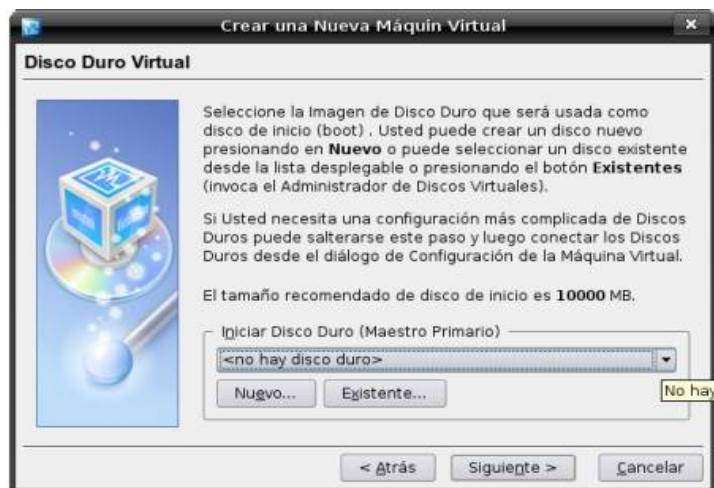 Crear una Nueva Máquin Virtual
Disco Duro Virtual
Seleccione la Imagen de Disco Duro que será usada como
disco de inicio (boot) . Usted puede crear un disco nuevo
presionando en Nuevo o puede seleccionar un disco existente
desde la lista desplegable o presionando el botón Existentes
(invoca el Administrador de Discos Virtuales).
Si Usted necesita una configuración más complicada de Discos
Duros puede salterarse este paso y luego conectar los Discos
Duros desde el diálogo de Configuración de la Máquina Virtual.
El tamaño recomendado de disco de inicio es 10000 MB.
Iniciar Disco Duro (Maestro Primario)
<no hay disco duro>
Nuevo... Existente...
No hay
< Atrás Siguiente > Cancelar